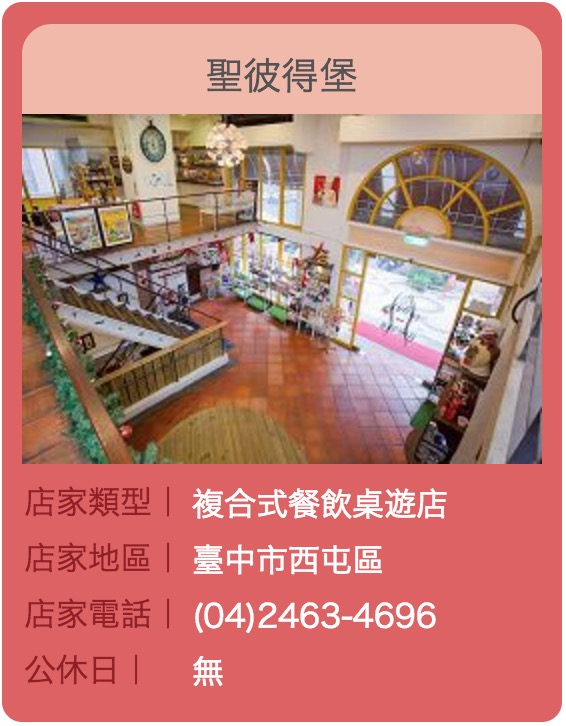 聖彼得堡
店家類型｜ 複合式餐飲桌遊店
店家地區｜ 臺中市西屯區
店家電話｜ (04)2463-4696
公休日｜ 無